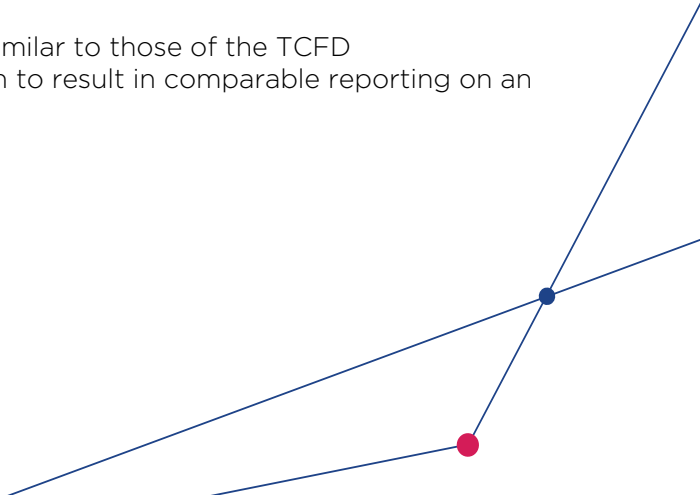 milar to those of the TCFD
to result in comparable reporting on an